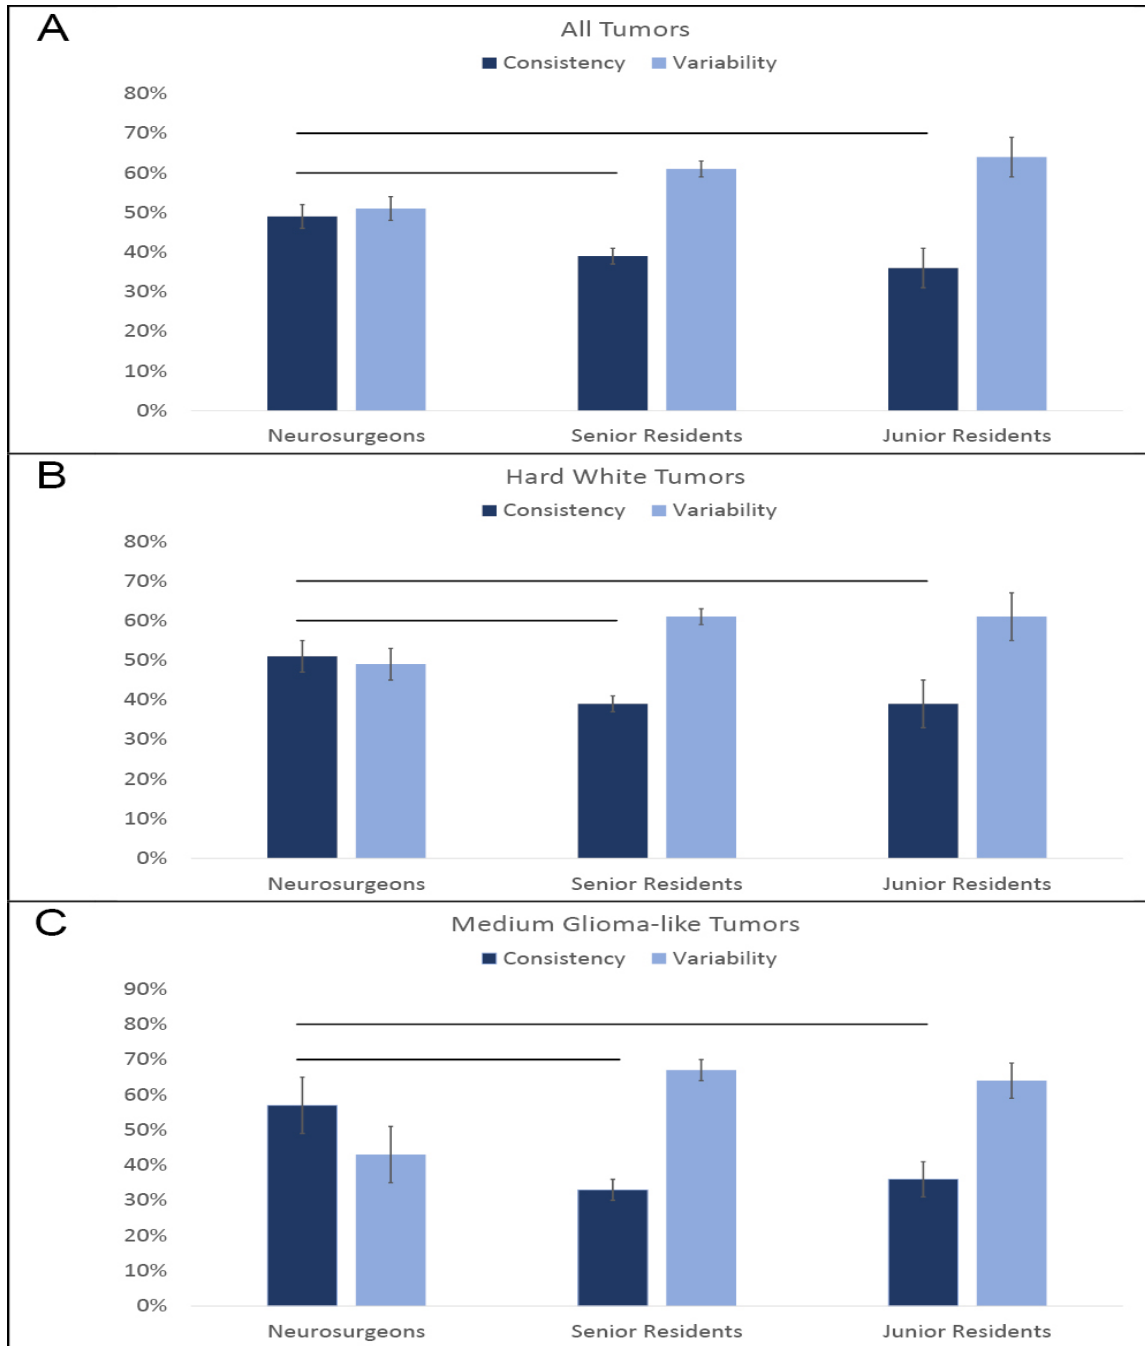 A
All Tumors
Consistency Variability
80%
70%
60%
50%
40%
30%
20%
10%
0%
Neurosurgeons Senior Residents Junior Residents
B
Hard White Tumors
Consistency Variability
80%
70%
60%
50%
40%
30%
20%
10%
0%
Neurosurgeons Senior Residents Junior Residents
C
Medium Glioma-like Tumors
Consistency Variability
90%
80%
70%
60%
50%
40%
30%
20%
10%
0%
Neurosurgeons Senior Residents Junior Residents